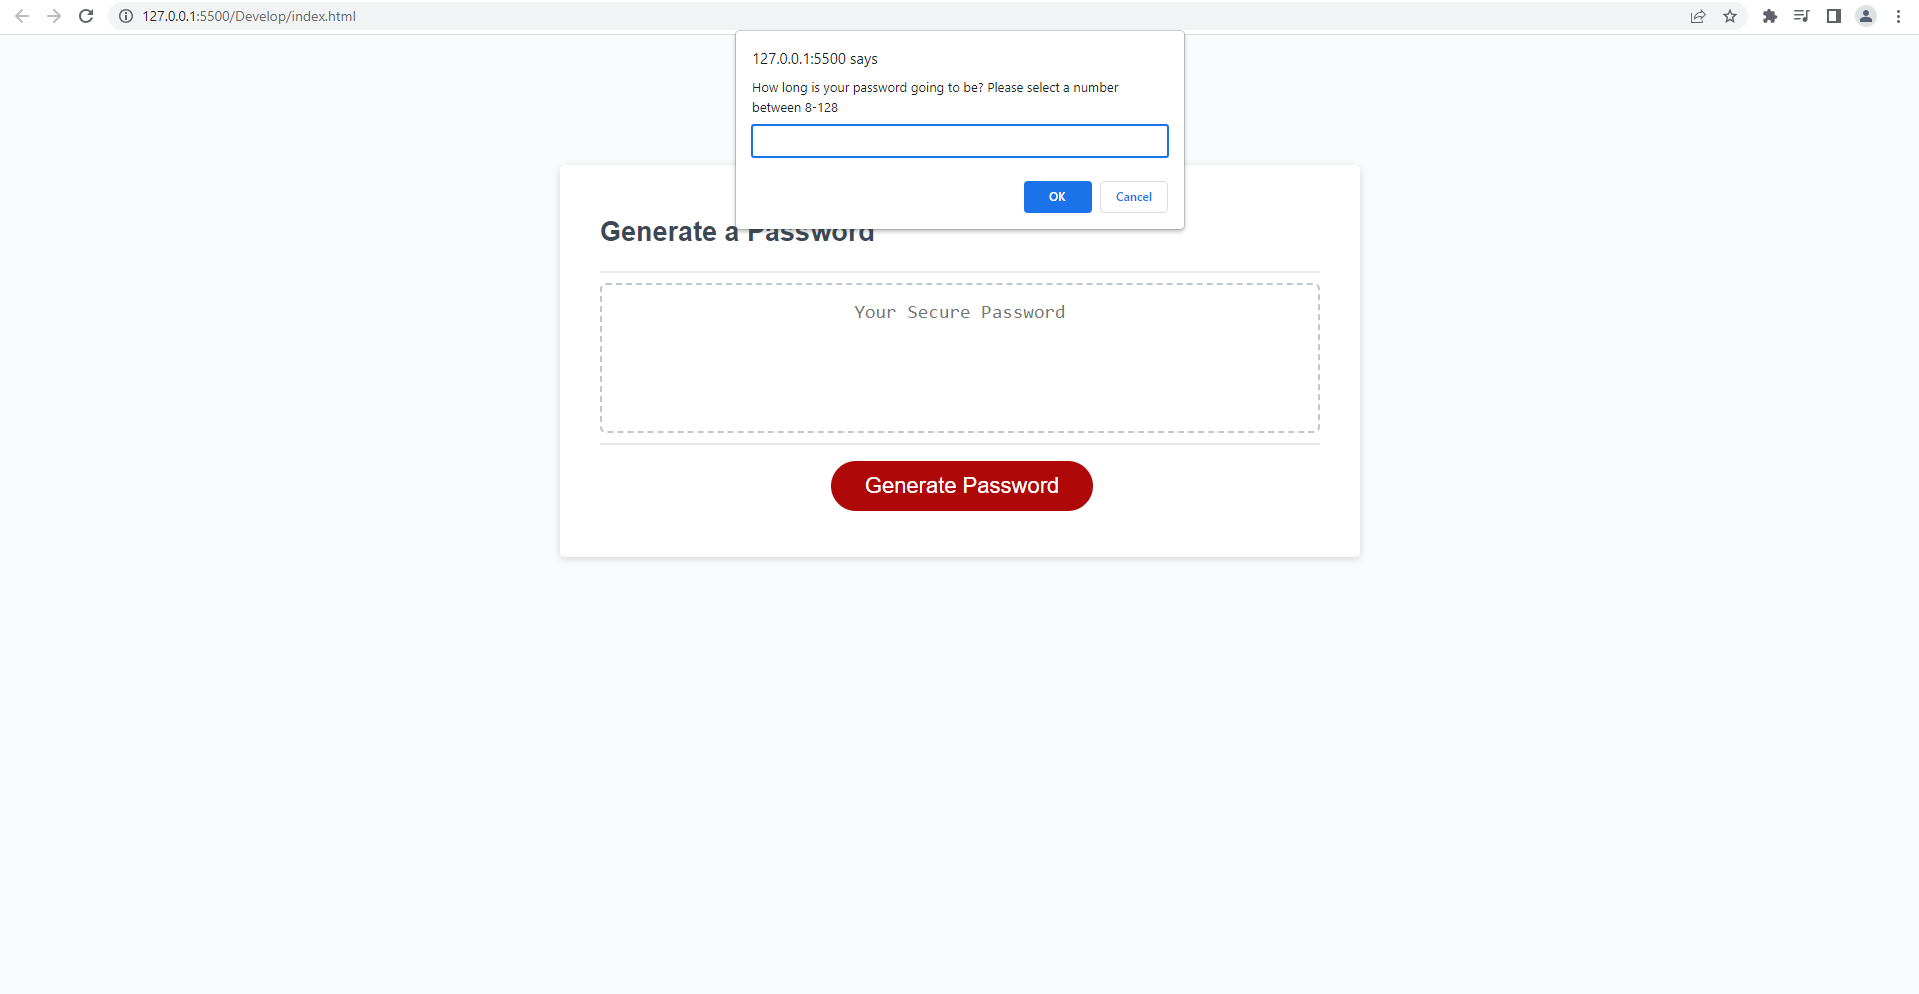 127.0.0.1:5500/Develop/index.html
127.0.0.1:5500 says
How long is your password going to be? Please select a number
between 8-128
OK
Cancel
Generate a Password
Your Secure Password
Generate Password